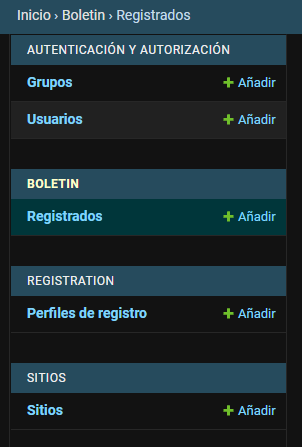 Inicio › Boletin › Registrados
AUTENTICACIÓN Y AUTORIZACIÓN
Grupos + Añadir
Usuarios + Añadir
BOLETIN
Registrados + Añadir
REGISTRATION
Perfiles de registro + Añadir
SITIOS
Sitios + Añadir